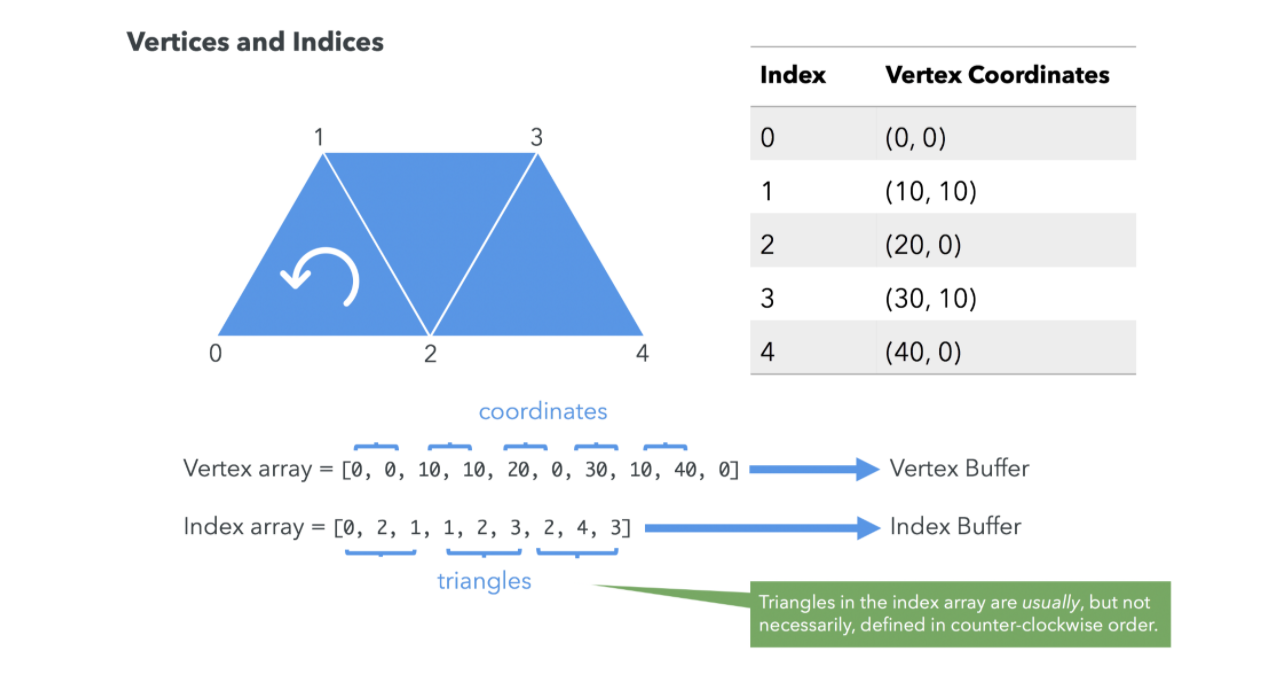 Vertices and Indices
1
3
0
2
4
Index Vertex Coordinates
0 (0, 0)
1 (10, 10)
2 (20, 0)
3 (30, 10)
4 (40, 0)
coordinates
Vertex array = [0, 0, 10, 10, 20, 0, 30, 10, 40, 0] Vertex Buffer
Index array = [0, 2, 1, 1, 2, 3, 2, 4, 3] Index Buffer
triangles
Triangles in the index array are usually, but not
necessarily, defined in counter-clockwise order.